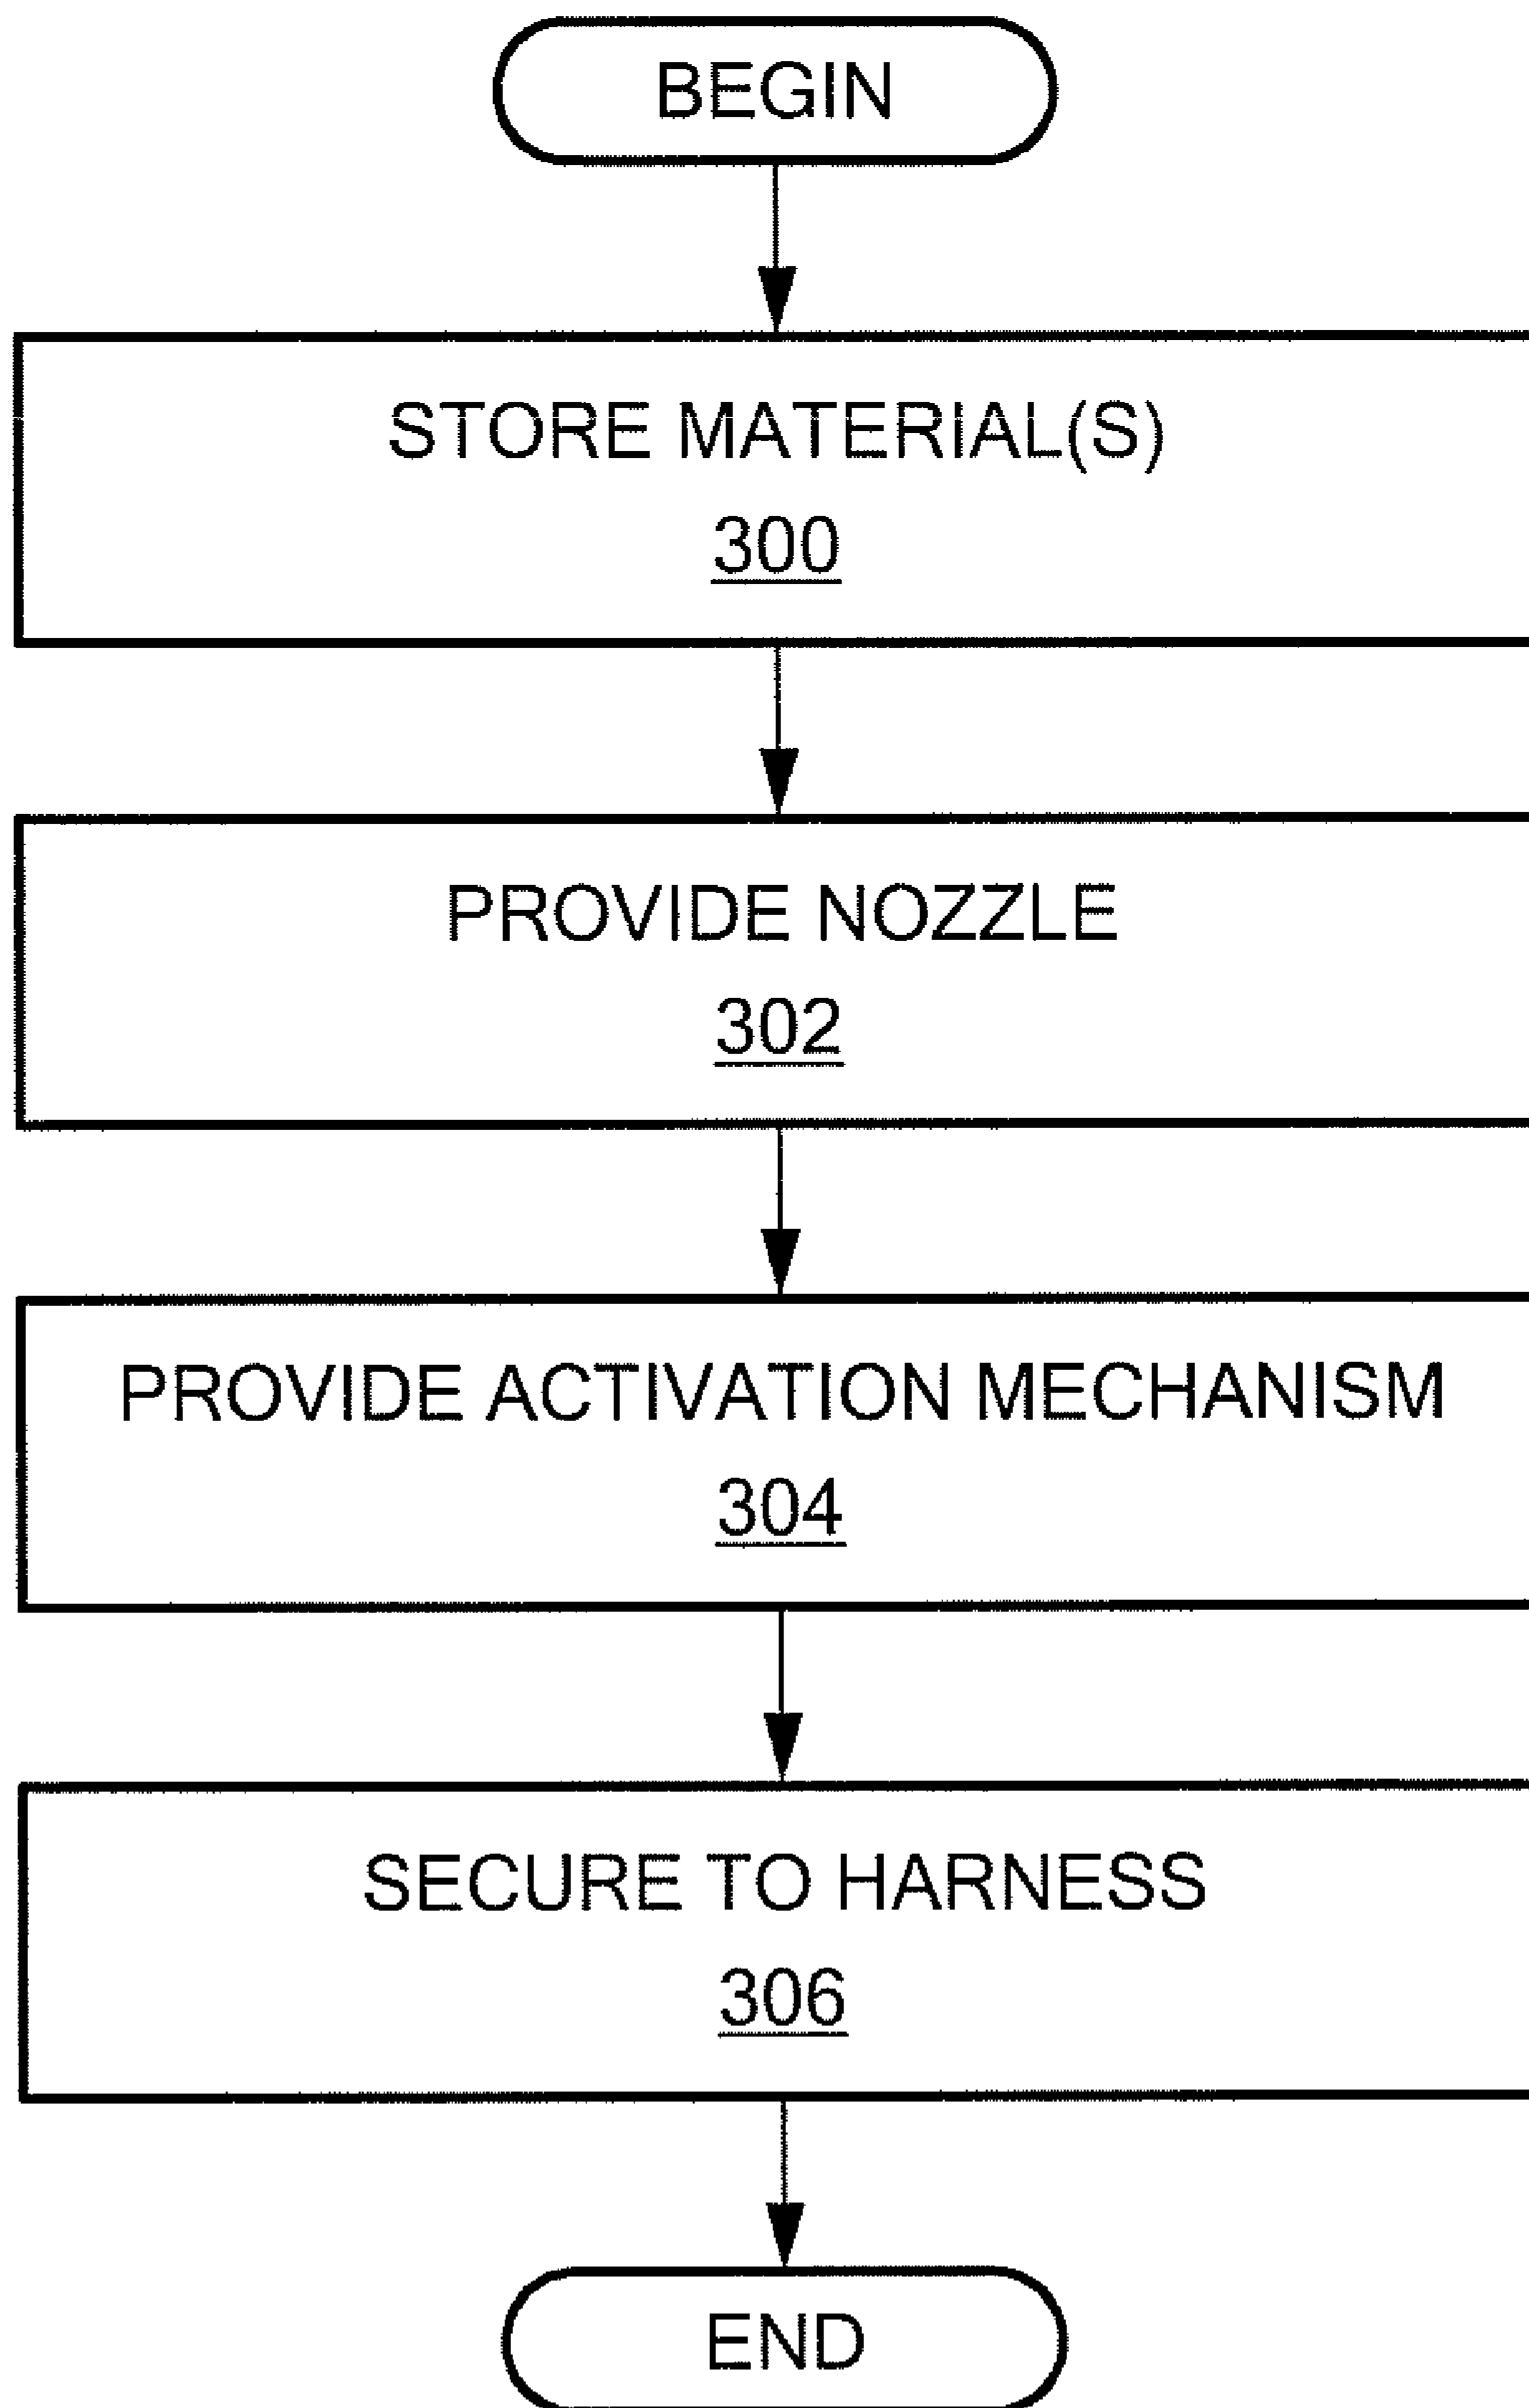 BEGIN
STORE MATERIAL(S)
300
PROVIDE NOZZLE
302
PROVIDE ACTIVATION MECHANISM
304
SECURE TO HARNESS
306
END